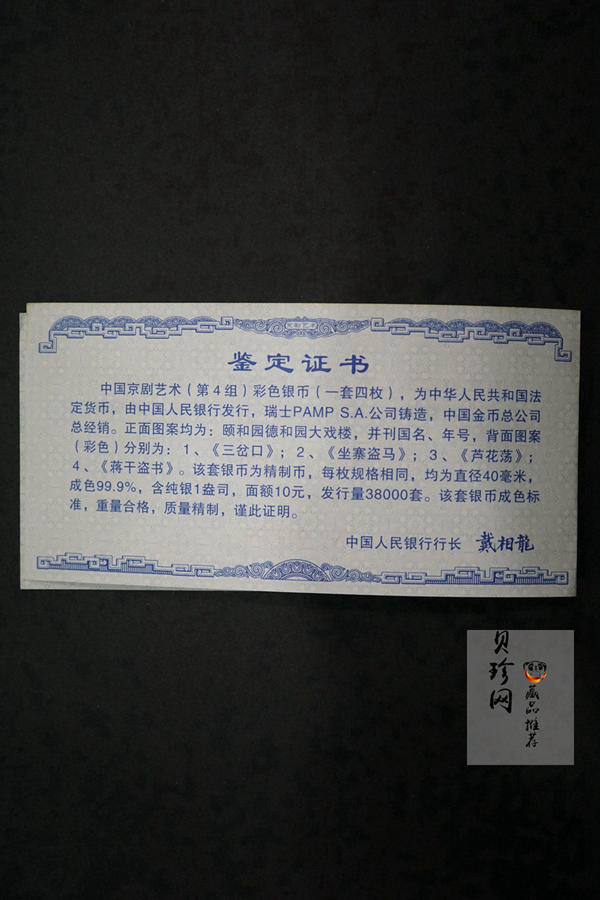 鉴定证书
中国京剧艺术（第4组）彩色银币（一套四枚），为中华人民共和国法
定货币，由中国人民银行发行，瑞士PAMP S.A.公司铸造，中国金币总公司
总经销。正面图案均为：颐和园德和园大戏楼，并刊国名、年号，背面图案
（彩色）分别为：1、《三岔口》；2、《坐寨盗马》；3、《芦花荡》；
4、《蒋干盗书》。该套银币为精制币，每枚规格相同，均为直径40毫米，
成色99.9%，含纯银1盎司，面额10元，发行量38000套。该套银币成色标
准，重量合格，质量精制，谨此证明。
中国人民银行行长 戴相龍
贝珍网
藏品推荐